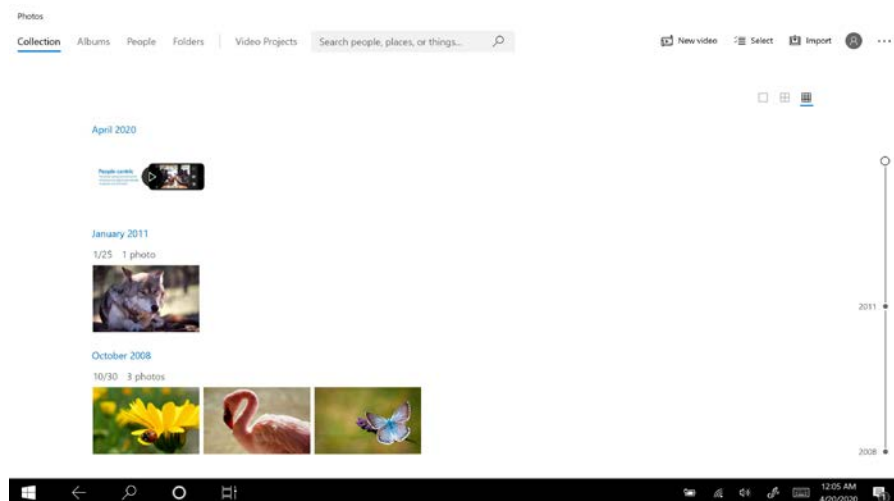 Photos
Collection Albums People Folders Video Projects Search people, places, or things... New video Select Import
April 2020
People centric
January 2011
1/25 1 photo
2011
October 2008
10/30 3 photos
2008
12:05 AM
4/20/2020